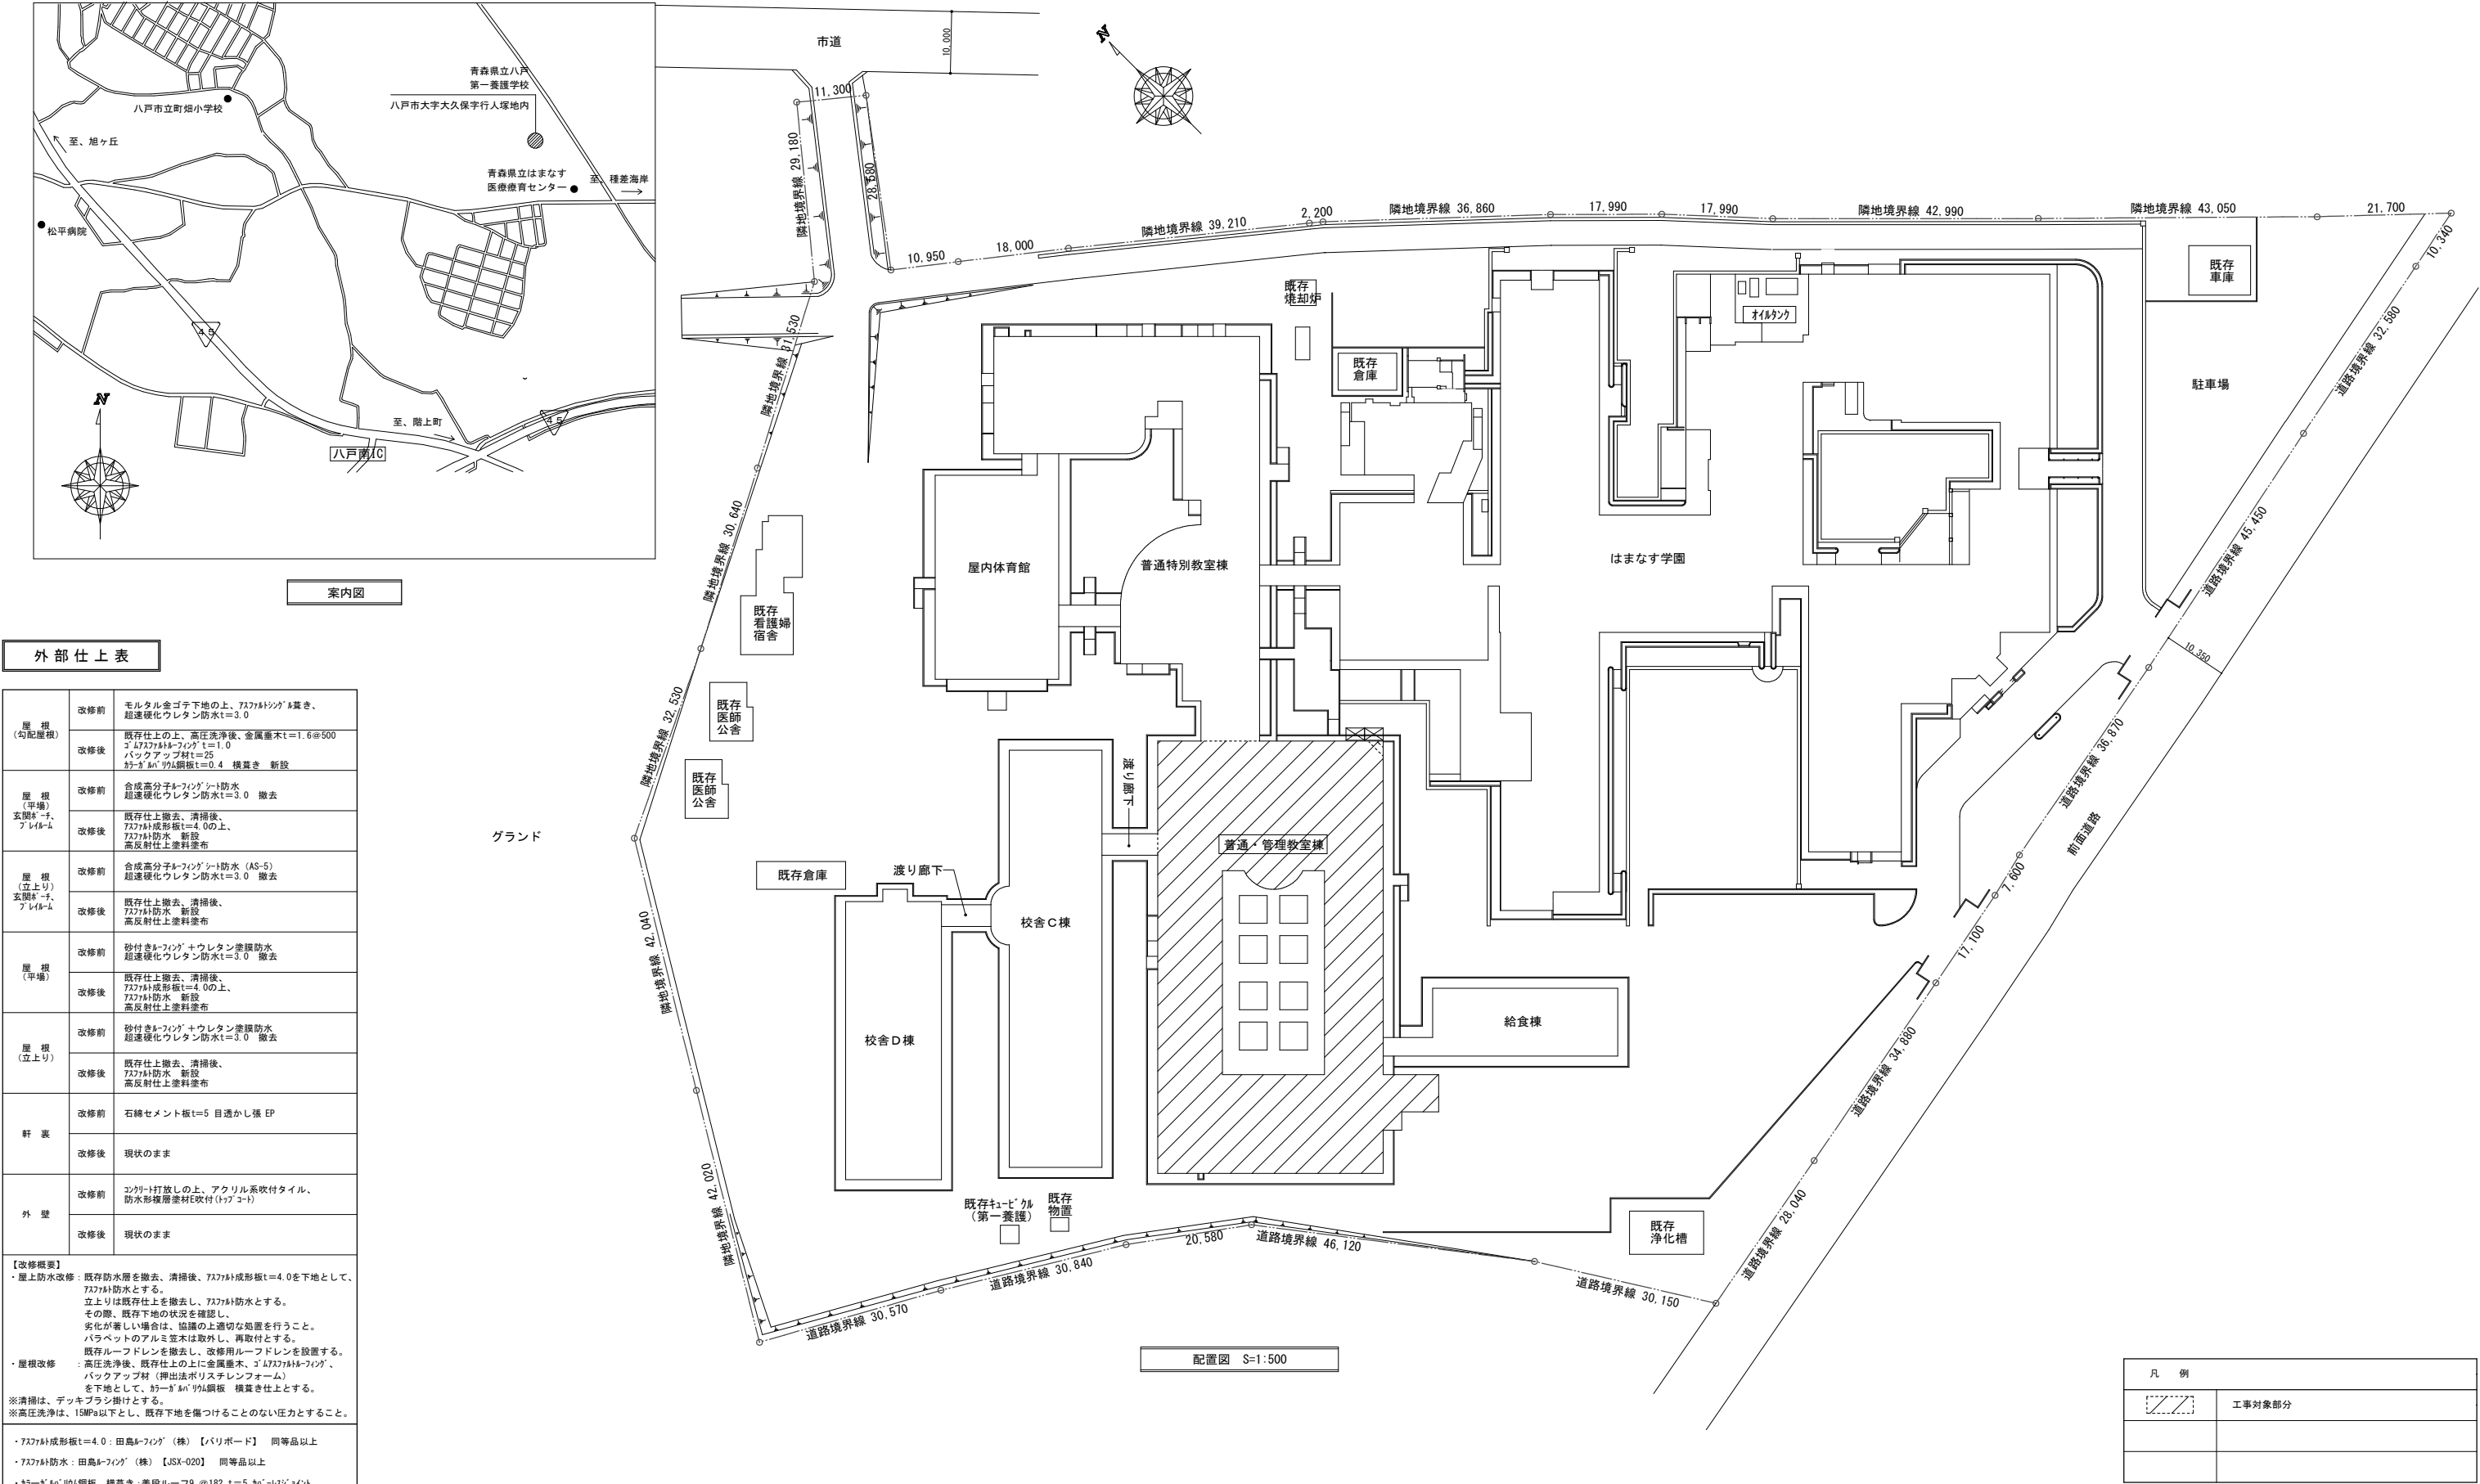 八戸市立町畑小学校
青森県立八戸
第一養護学校
八戸市大字大久保字行人塚地内
至、旭ヶ丘
青森県立はまなす
医療療育センター
至、種差海岸
松平病院
45
45
至、階上町
八戸南IC
N
案内図
外部仕上表
屋 根
(勾配屋根)
改修前
モルタル金ゴテ下地の上、ｱｽﾌｧﾙﾄｼﾝｸﾞﾙ葺き、
超速硬化ウレタン防水t=3.0
改修後
既存仕上の上、高圧洗浄後、金属垂木t=1.6@500
ｺﾞﾑｱｽﾌｧﾙﾄﾙｰﾌｨﾝｸﾞt=1.0
バックアップ材t=25
ｶﾗｰｶﾞﾙﾊﾞﾘｳﾑ鋼板t=0.4 横葺き 新設
屋 根
(平場)
玄関ﾎﾟｰﾁ、
ﾌﾟﾚｲﾙｰﾑ
改修前
合成高分子ﾙｰﾌｨﾝｸﾞｼｰﾄ防水
超速硬化ウレタン防水t=3.0 撤去
改修後
既存仕上撤去、清掃後、
ｱｽﾌｧﾙﾄ成形板t=4.0の上、
ｱｽﾌｧﾙﾄ防水 新設
高反射仕上塗料塗布
屋 根
(立上り)
玄関ﾎﾟｰﾁ、
ﾌﾟﾚｲﾙｰﾑ
改修前
合成高分子ﾙｰﾌｨﾝｸﾞｼｰﾄ防水 (AS-5)
超速硬化ウレタン防水t=3.0 撤去
改修後
既存仕上撤去、清掃後、
ｱｽﾌｧﾙﾄ防水 新設
高反射仕上塗料塗布
屋 根
(平場)
改修前
砂付きﾙｰﾌｨﾝｸﾞ+ウレタン塗膜防水
超速硬化ウレタン防水t=3.0 撤去
改修後
既存仕上撤去、清掃後、
ｱｽﾌｧﾙﾄ成形板t=4.0の上、
ｱｽﾌｧﾙﾄ防水 新設
高反射仕上塗料塗布
屋 根
(立上り)
改修前
砂付きﾙｰﾌｨﾝｸﾞ+ウレタン塗膜防水
超速硬化ウレタン防水t=3.0 撤去
改修後
既存仕上撤去、清掃後、
ｱｽﾌｧﾙﾄ防水 新設
高反射仕上塗料塗布
軒 裏
改修前
石綿セメント板t=5 目透かし張 EP
改修後
現状のまま
外 壁
改修前
ｺﾝｸﾘｰﾄ打放しの上、アクリル系吹付タイル、
防水形複層塗材E吹付(ﾄｯﾌﾟｺｰﾄ)
改修後
現状のまま
【改修概要】
・屋上防水改修：既存防水層を撤去、清掃後、ｱｽﾌｧﾙﾄ成形板t=4.0を下地として、
ｱｽﾌｧﾙﾄ防水とする。
立上りは既存仕上を撤去し、ｱｽﾌｧﾙﾄ防水とする。
その際、既存下地の状況を確認し、
劣化が著しい場合は、協議の上適切な処置を行うこと。
パラペットのアルミ笠木は取外し、再取付とする。
既存ルーフドレンを撤去し、改修用ルーフドレンを設置する。
・屋根改修 ：高圧洗浄後、既存仕上の上に金属垂木、ｺﾞﾑｱｽﾌｧﾙﾄﾙｰﾌｨﾝｸﾞ、
バックアップ材（押出法ポリスチレンフォーム）
を下地として、ｶﾗｰｶﾞﾙﾊﾞﾘｳﾑ鋼板 横葺き仕上とする。
※清掃は、デッキブラシ掛けとする。
※高圧洗浄は、15MPa以下とし、既存下地を傷つけることのない圧力とすること。
・ｱｽﾌｧﾙﾄ成形板t=4.0：田島ﾙｰﾌｨﾝｸﾞ（株）【バリボード】 同等品以上
・ｱｽﾌｧﾙﾄ防水：田島ﾙｰﾌｨﾝｸﾞ（株）【JSX-020】 同等品以上
市道
10,000
N
11,300
隣地境界線 29,180
28,680
10,950
18,000
隣地境界線 39,210
2,200
隣地境界線 36,860
17,990
17,990
隣地境界線 42,990
隣地境界線 43,050
21,700
10,340
道路境界線 32,580
道路境界線 45,450
10,350
道路境界線 36,870
前面道路
7,600
17,100
道路境界線 34,880
道路境界線 28,040
道路境界線 30,150
道路境界線 46,120
20,580
道路境界線 30,840
道路境界線 30,570
隣地境界線 42,020
隣地境界線 42,040
隣地境界線 32,530
隣地境界線 30,640
隣地境界線 31,530
既存
焼却炉
既存
倉庫
オイルタンク
既存
車庫
駐車場
屋内体育館
普通特別教室棟
はまなす学園
既存
看護婦
宿舎
既存
医師
公舎
既存
医師
公舎
グランド
既存倉庫
渡り廊下
渡り廊下
普通・管理教室棟
校舎C棟
校舎D棟
給食棟
既存ｷｭｰﾋﾞｸﾙ
(第一養護)
既存
物置
既存
浄化槽
配置図 S=1:500
凡 例
工事対象部分